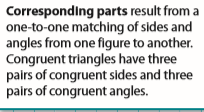 Corresponding parts result from a
one-to-one matching of sides and
angles from one figure to another.
Congruent triangles have three
pairs of congruent sides and three
pairs of congruent angles.